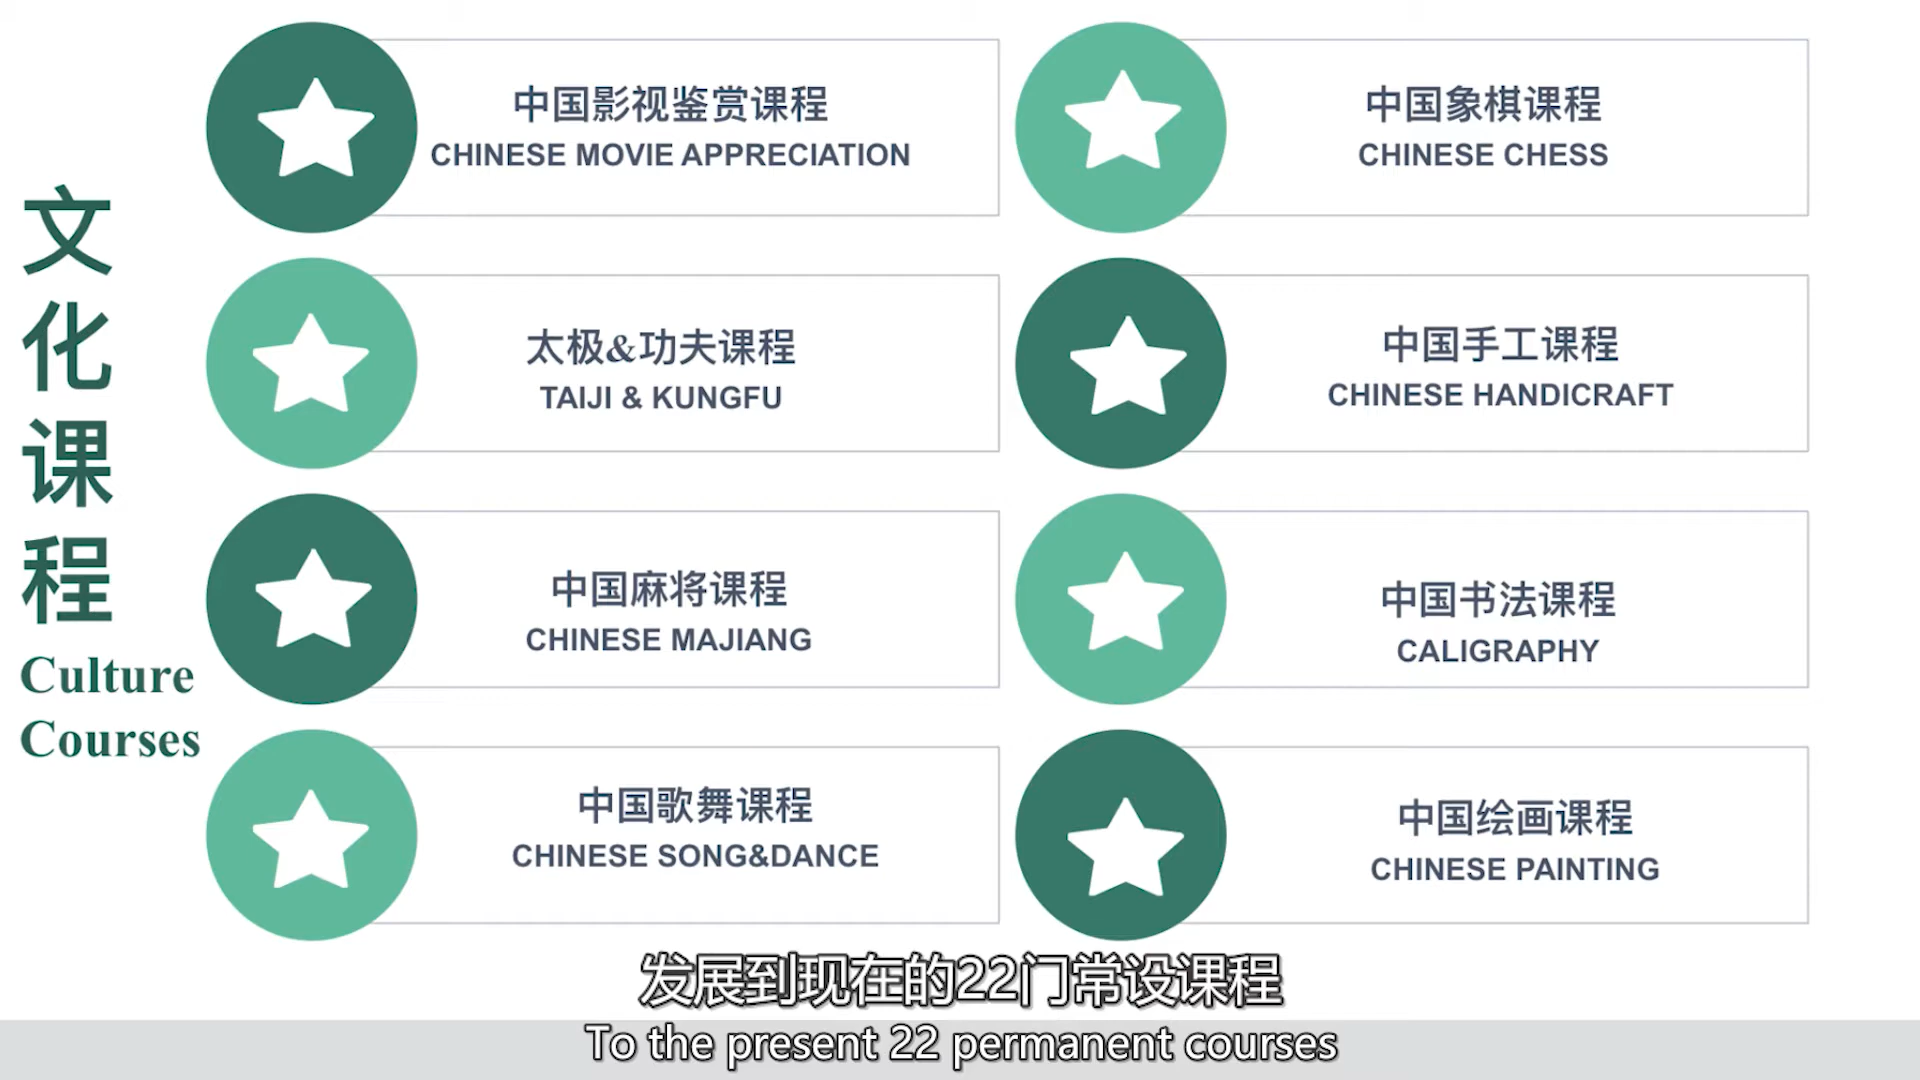 文化课程
Culture
Courses
中国影视鉴赏课程
CHINESE MOVIE APPRECIATION
中国象棋课程
CHINESE CHESS
太极&功夫课程
TAIJI & KUNGFU
中国手工课程
CHINESE HANDICRAFT
中国麻将课程
CHINESE MAJIANG
中国书法课程
CALIGRAPHY
中国歌舞课程
CHINESE SONG&DANCE
中国绘画课程
CHINESE PAINTING
发展到现在的22门常设课程
To the present 22 permanent courses